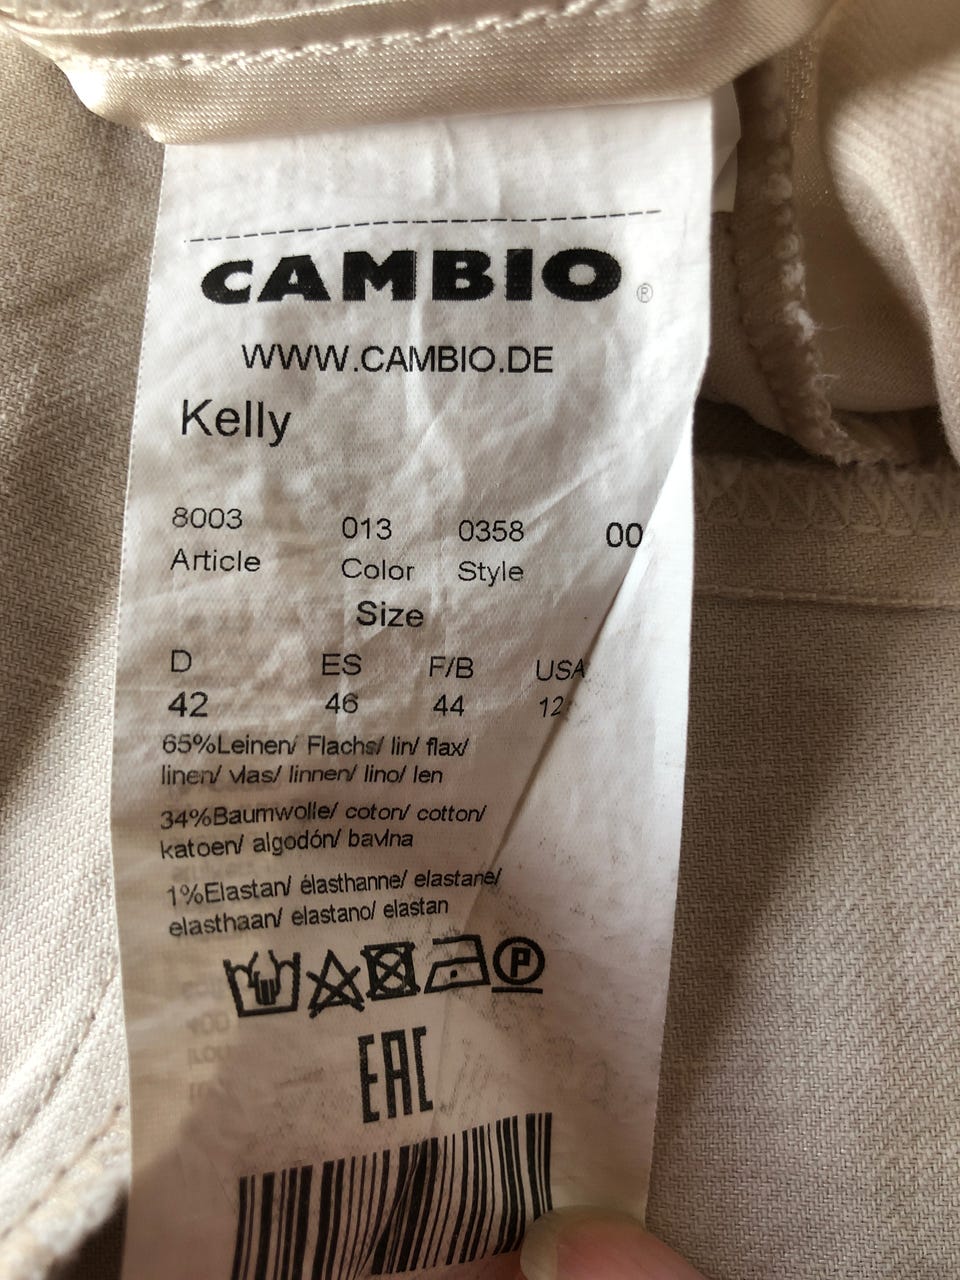 CAMBIO ®
WWW.CAMBIO.DE
Kelly
8003 013 0358 00
Article Color Style
Size
D ES F/B USA
42 46 44 12
65%Leinen/ Flachs/ lin/ flax/
linen/ vlas/ linnen/ lino/ len
34%Baumwolle/ coton/ cotton/
katoen/ algodón/ bavlna
1%Elastan/ élasthanne/ elastane/
elasthaan/ elastano/ elastan
P
EAC